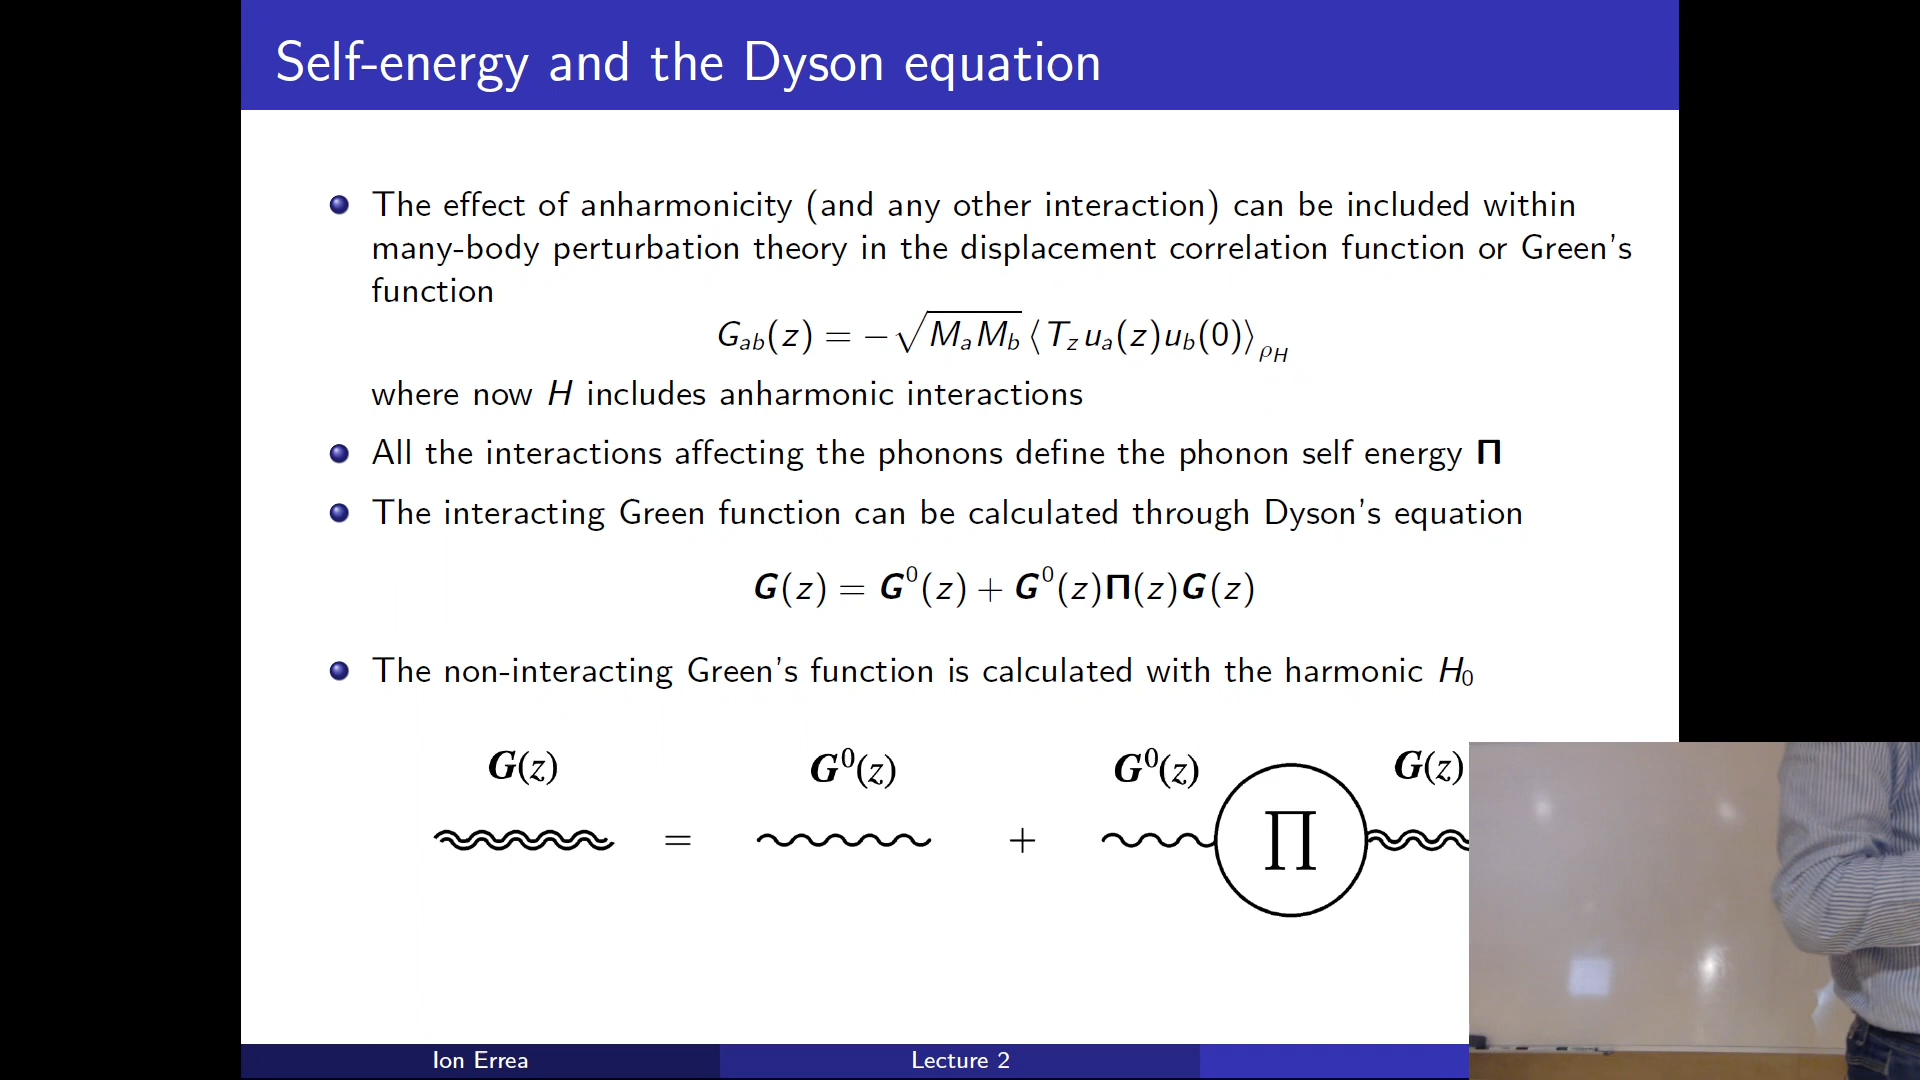 Self-energy and the Dyson equation
The effect of anharmonicity (and any other interaction) can be included within
many-body perturbation theory in the displacement correlation function or Green's
function
G_{ab}(z) = −√(M_a M_b) ⟨T_z u_a(z)u_b(0)⟩_{ρ_H}
where now H includes anharmonic interactions
All the interactions affecting the phonons define the phonon self energy Π
The interacting Green function can be calculated through Dyson's equation
G(z) = G⁰(z) + G⁰(z)Π(z)G(z)
The non-interacting Green's function is calculated with the harmonic H₀
G(z) G⁰(z) G⁰(z) G(z)
= + Π
Ion Errea Lecture 2